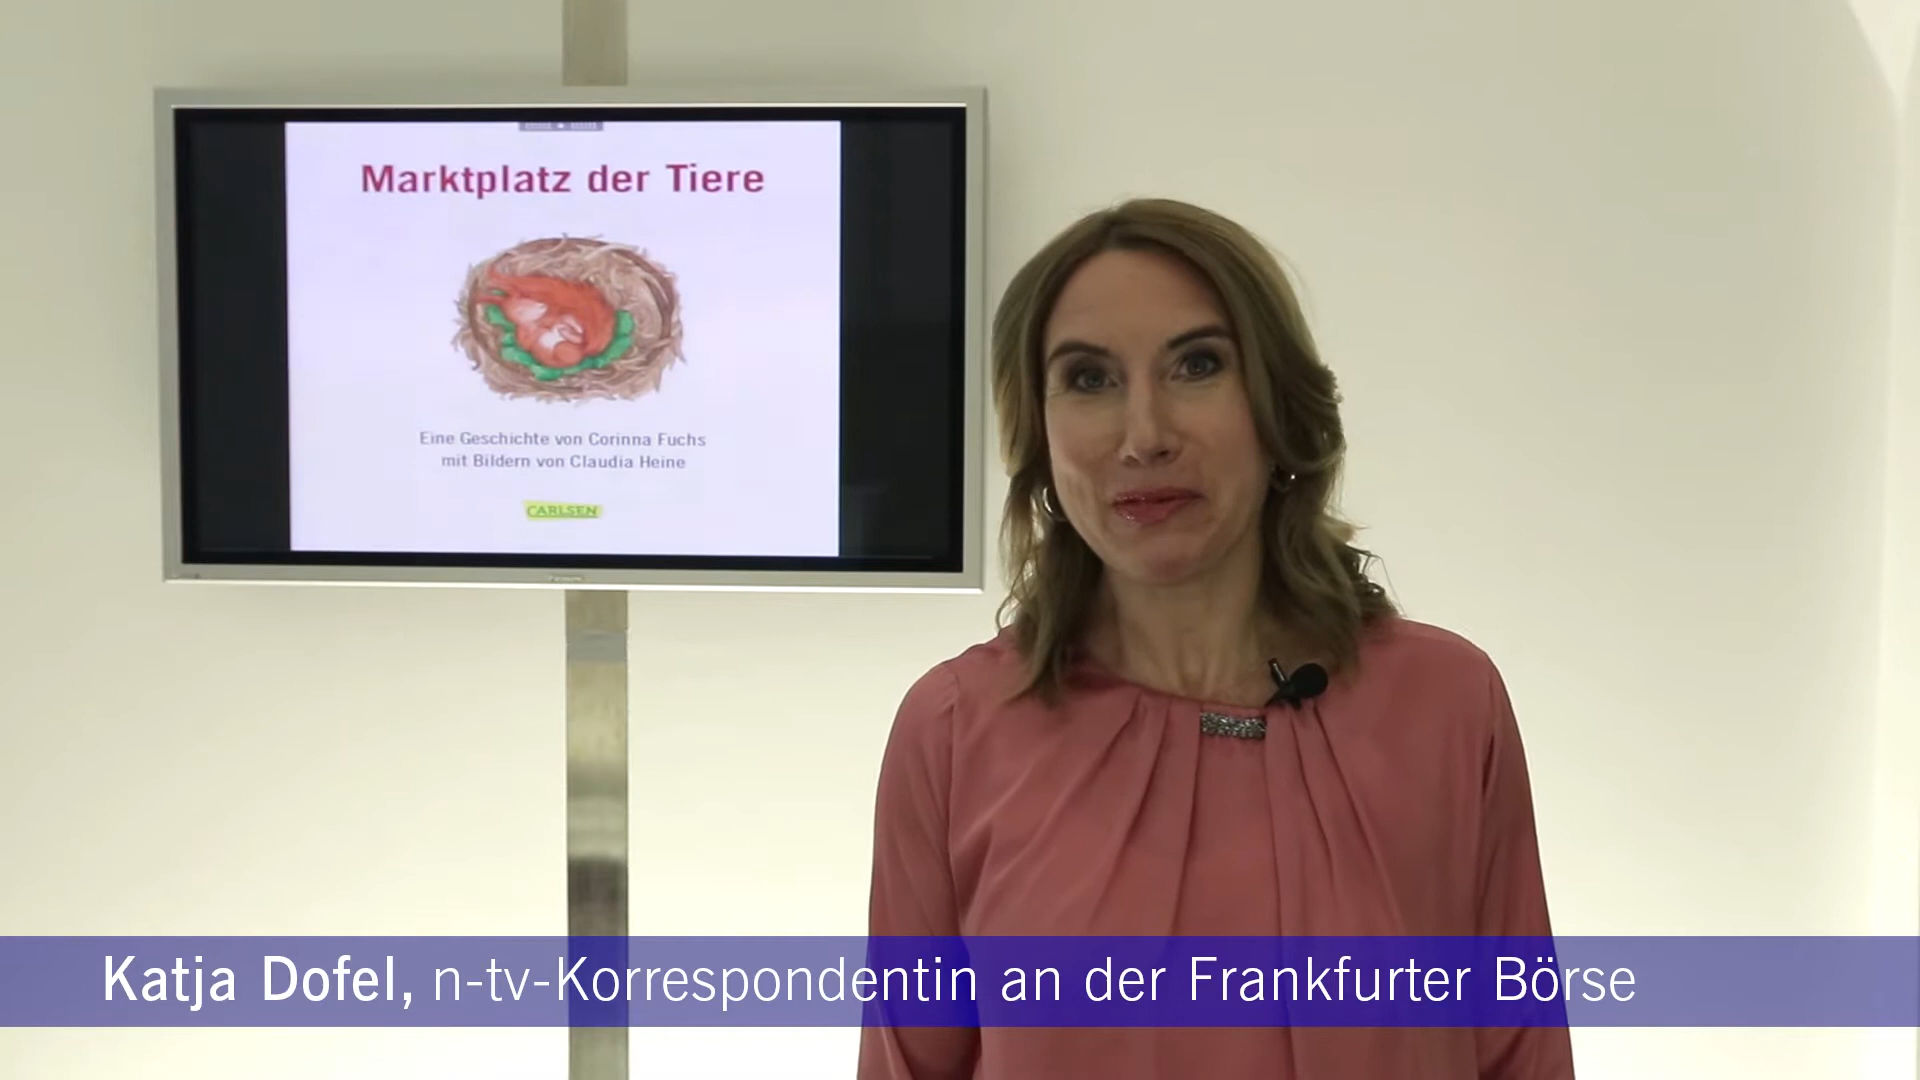 Marktplatz der Tiere
Eine Geschichte von Corinna Fuchs
mit Bildern von Claudia Heine
CARLSEN
Katja Dofel, n-tv-Korrespondentin an der Frankfurter Börse